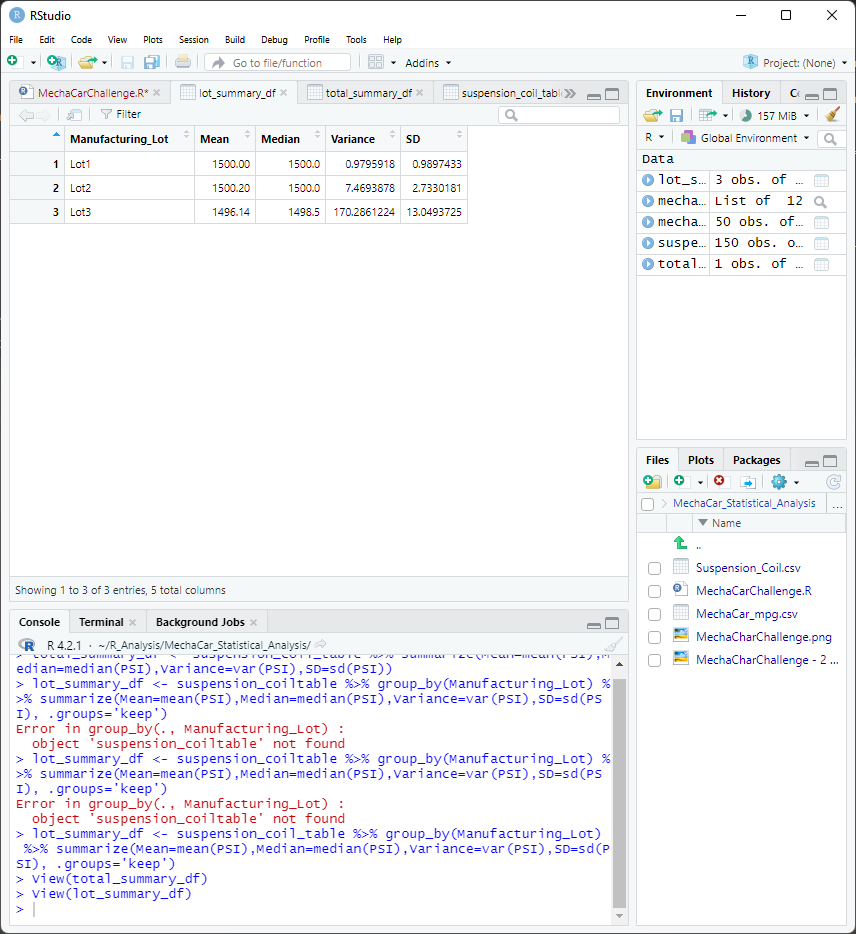 RStudio
File Edit Code View Plots Session Build Debug Profile Tools Help
Go to file/function Addins Project: (None)
MechaCarChallenge.R* lot_summary_df total_summary_df suspension_coil_tabl
Filter
Manufacturing_Lot Mean Median Variance SD
1 Lot1 1500.00 1500.0 0.9795918 0.9897433
2 Lot2 1500.20 1500.0 7.4693878 2.7330181
3 Lot3 1496.14 1498.5 170.2861224 13.0493725
Showing 1 to 3 of 3 entries, 5 total columns
Console Terminal Background Jobs
R 4.2.1 · ~/R_Analysis/MechaCar_Statistical_Analysis/
> total_summary_df <- suspension_coil_table %>% summarize(Mean=mean(PSI),M
edian=median(PSI),Variance=var(PSI),SD=sd(PSI))
> lot_summary_df <- suspension_coiltable %>% group_by(Manufacturing_Lot) %
>% summarize(Mean=mean(PSI),Median=median(PSI),Variance=var(PSI),SD=sd(PS
I), .groups='keep')
Error in group_by(., Manufacturing_Lot) :
object 'suspension_coiltable' not found
> lot_summary_df <- suspension_coiltable %>% group_by(Manufacturing_Lot) %
>% summarize(Mean=mean(PSI),Median=median(PSI),Variance=var(PSI),SD=sd(PS
I), .groups='keep')
Error in group_by(., Manufacturing_Lot) :
object 'suspension_coiltable' not found
> lot_summary_df <- suspension_coil_table %>% group_by(Manufacturing_Lot)
%>% summarize(Mean=mean(PSI),Median=median(PSI),Variance=var(PSI),SD=sd(P
SI), .groups='keep')
> View(total_summary_df)
> View(lot_summary_df)
>
Environment History Co
157 MiB
R Global Environment
Data
lot_s… 3 obs. of …
mecha… List of 12
mecha… 50 obs. of…
suspe… 150 obs. o…
total… 1 obs. of …
Files Plots Packages
MechaCar_Statistical_Analysis ...
Name
..
Suspension_Coil.csv
MechaCarChallenge.R
MechaCar_mpg.csv
MechaCharChallenge.png
MechaCharChallenge - 2 ...